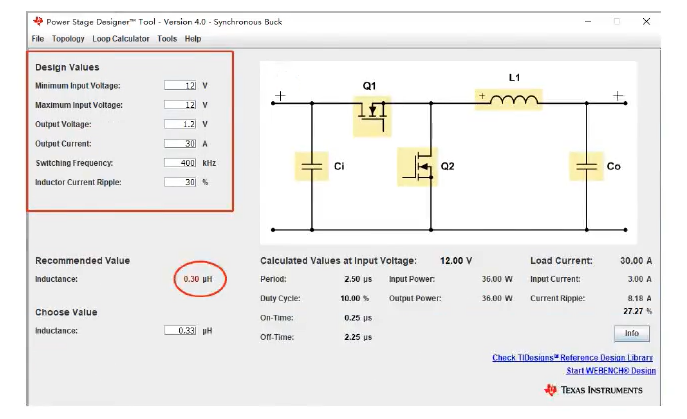 Power Stage Designer™ Tool - Version 4.0 - Synchronous Buck
File Topology Loop Calculator Tools Help
Design Values
Minimum Input Voltage: 12 V
Maximum Input Voltage: 12 V
Output Voltage: 1.2 V
Output Current: 30 A
Switching Frequency: 400 kHz
Inductor Current Ripple: 30 %
Q1
L1
+ + +
Ci
Q2
Co
Recommended Value
Inductance: 0.30 µH
Choose Value
Inductance: 0.33 µH
Calculated Values at Input Voltage: 12.00 V Load Current: 30.00 A
Period: 2.50 µs Input Power: 36.00 W Input Current: 3.00 A
Duty Cycle: 10.00 % Output Power: 36.00 W Current Ripple: 8.18 A
27.27 %
On-Time: 0.25 µs
Off-Time: 2.25 µs
Info
Check TIDesigns® Reference Design Library
Start WEBENCH® Design
TEXAS INSTRUMENTS